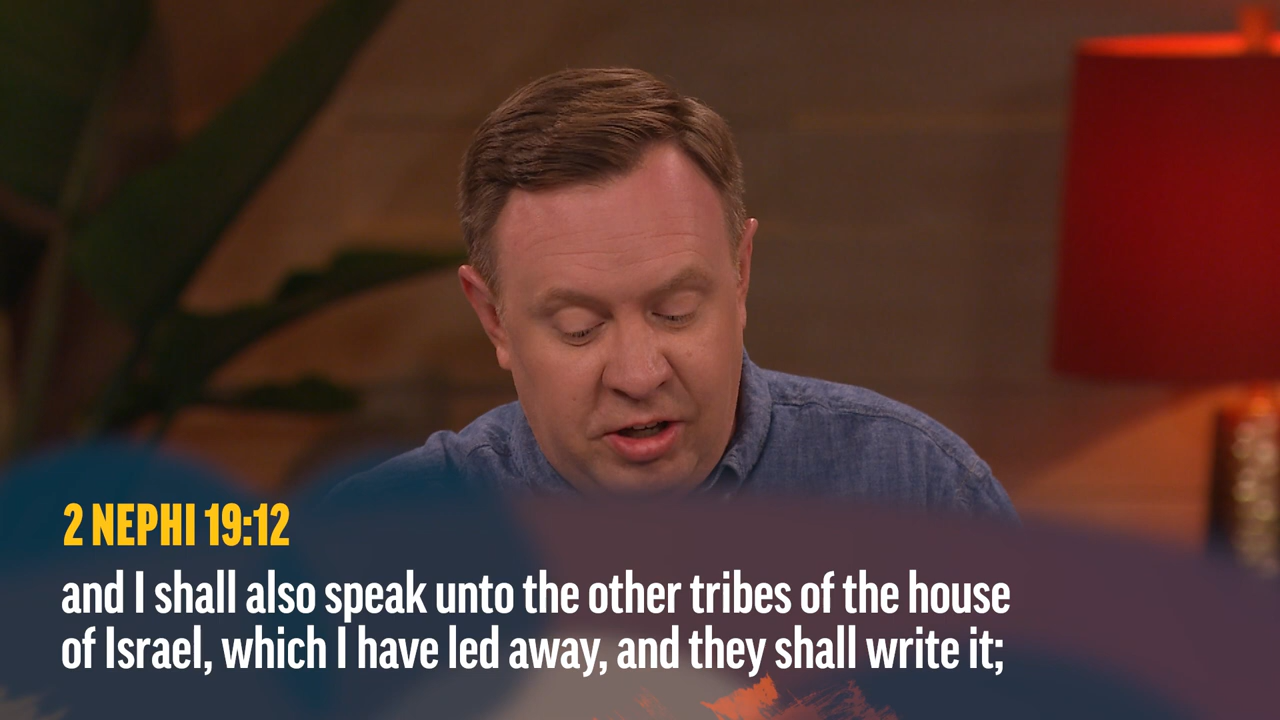 2 NEPHI 19:12
and I shall also speak unto the other tribes of the house
of Israel, which I have led away, and they shall write it;